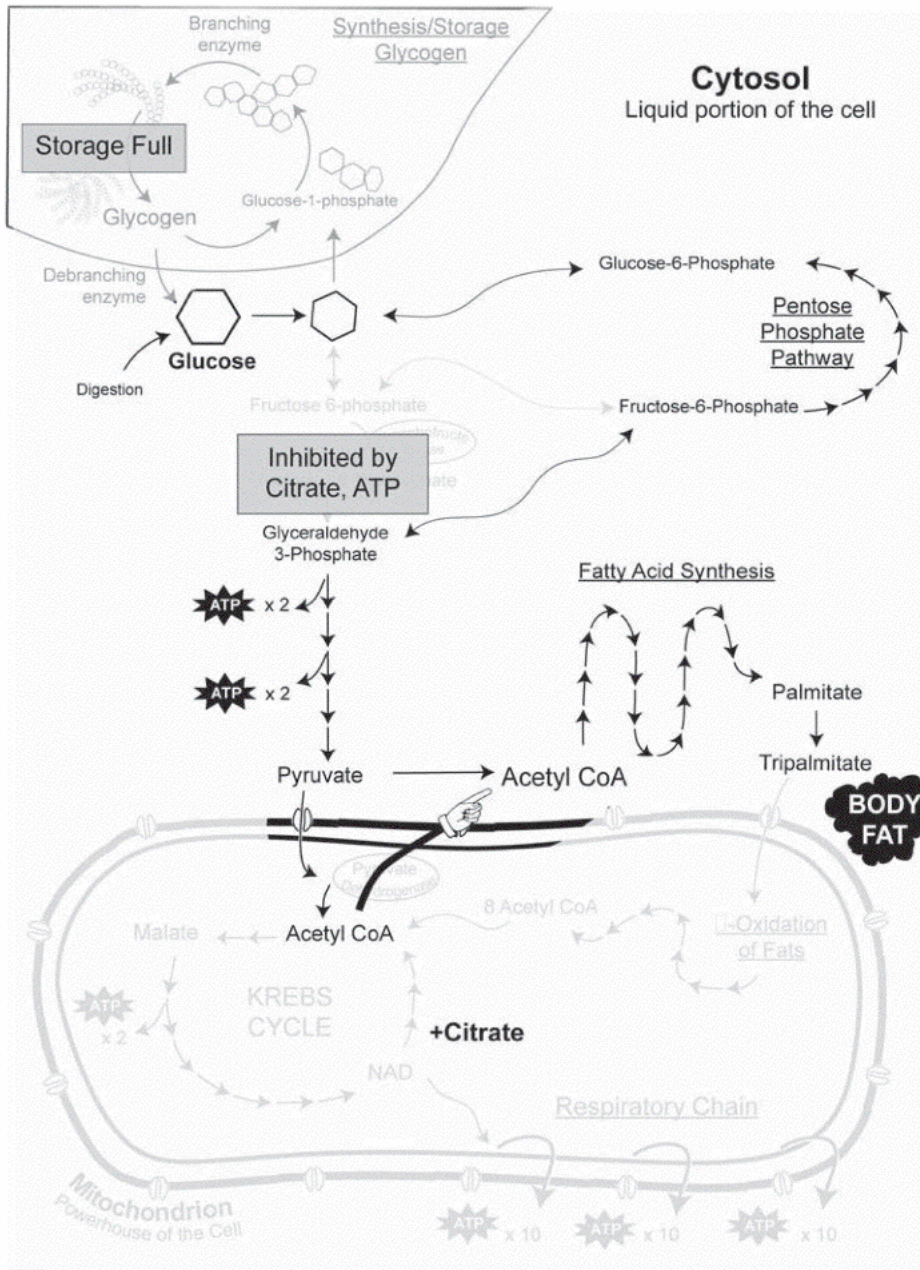 Branching
enzyme
Synthesis/Storage
Glycogen
Cytosol
Liquid portion of the cell
Storage Full
Glucose-1-phosphate
Glycogen
Debranching
enzyme
Glucose-6-Phosphate
Pentose
Phosphate
Pathway
Glucose
Digestion
Fructose 6-phosphate
Fructose-6-Phosphate
Inhibited by
Citrate, ATP
Glyceraldehyde
3-Phosphate
Fatty Acid Synthesis
ATP x 2
ATP x 2
Palmitate
Pyruvate
Acetyl CoA
Tripalmitate
BODY
FAT
Pyruvate
Acetyl CoA
8 Acetyl CoA
-Oxidation
of Fats
Malate
KREBS
CYCLE
ATP
x 2
+Citrate
NAD
Respiratory Chain
Mitochondrion
Powerhouse of the Cell
ATP x 10
ATP x 10
ATP x 10